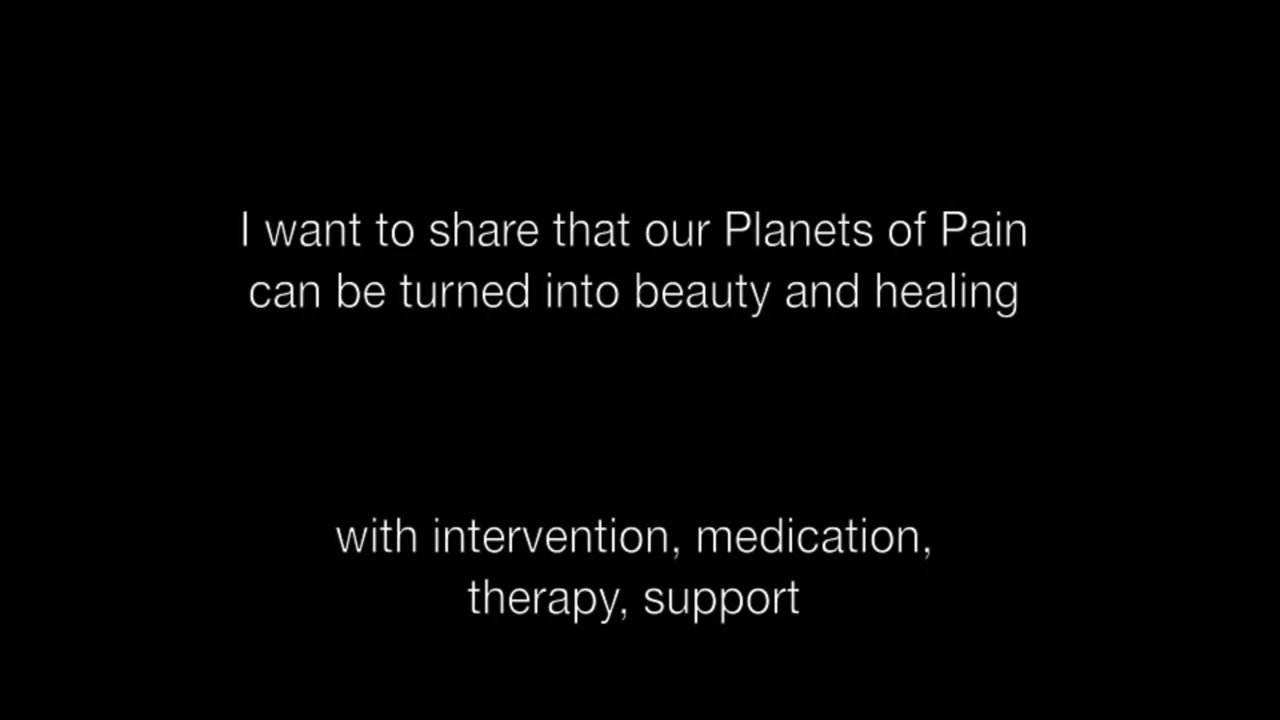 I want to share that our Planets of Pain
can be turned into beauty and healing
with intervention, medication,
therapy, support